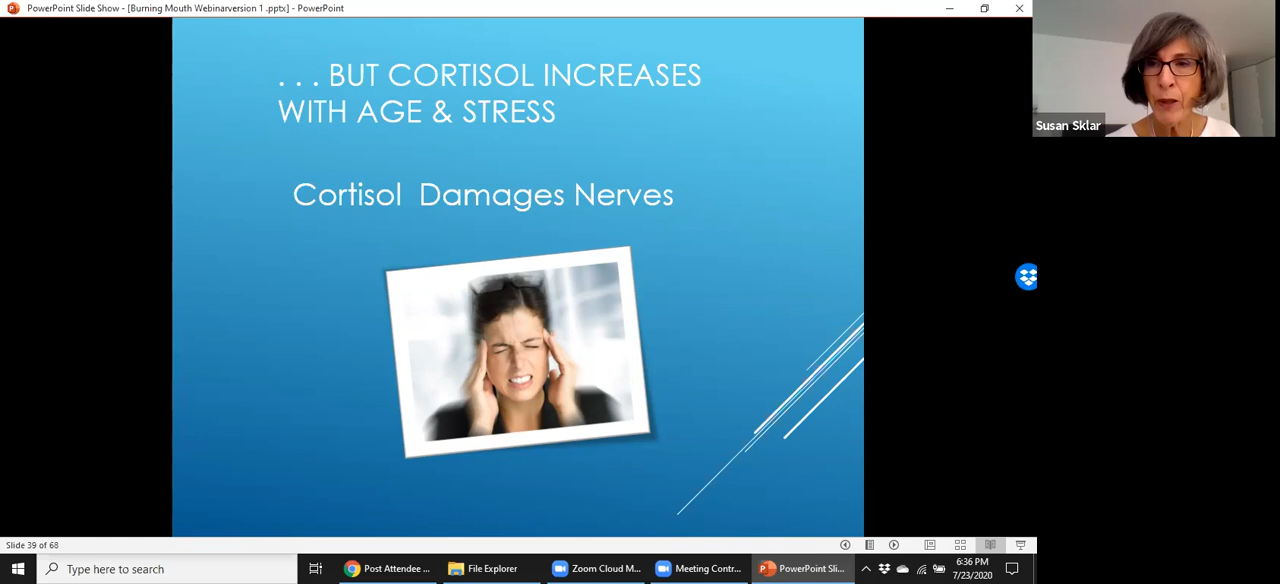 PowerPoint Slide Show - [Burning Mouth Webinarversion 1 .pptx] - PowerPoint
. . . BUT CORTISOL INCREASES
WITH AGE & STRESS
Cortisol Damages Nerves
Susan Sklar
Slide 39 of 68
Type here to search
Post Attendee ...
File Explorer
Zoom Cloud M...
Meeting Contr...
PowerPoint Sli...
6:36 PM
7/23/2020